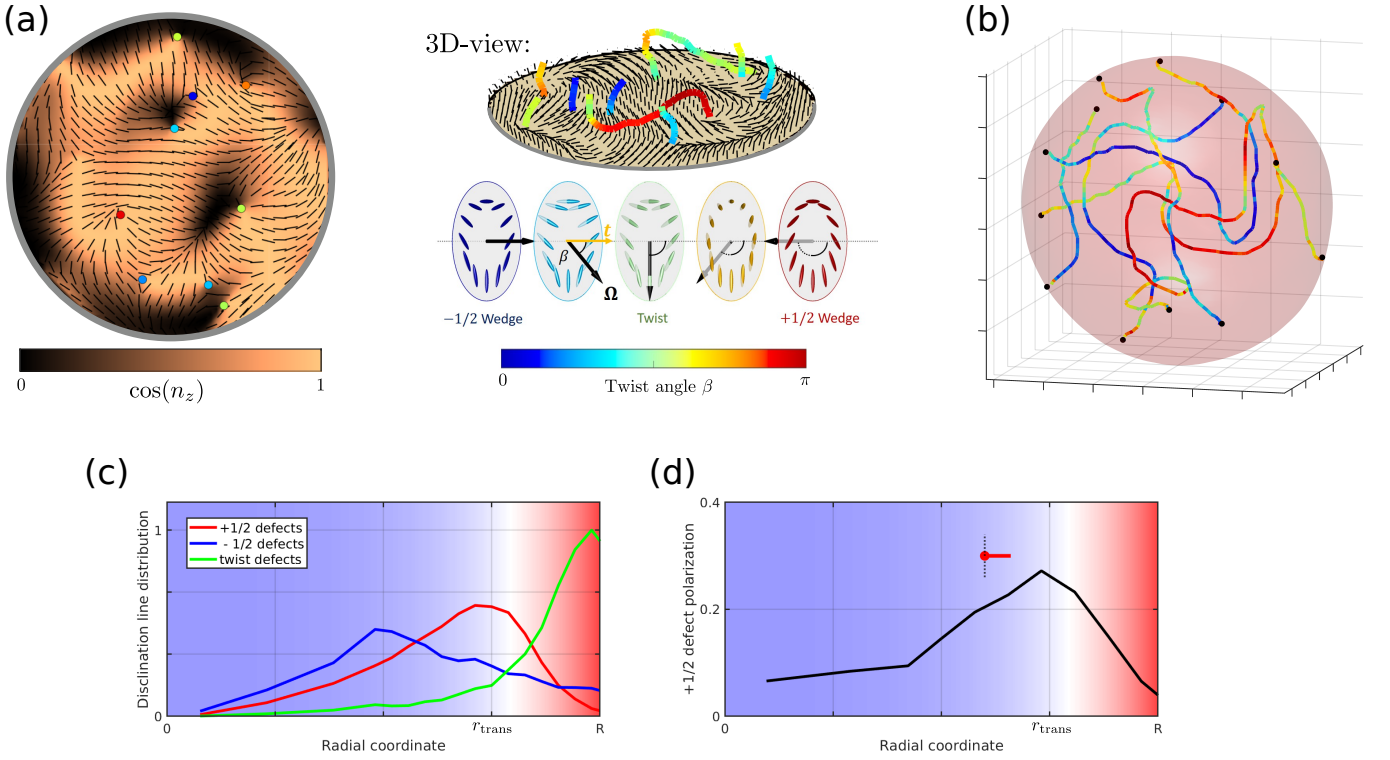 (a)
3D-view:
(b)
t
β
Ω
−1/2 Wedge
Twist
+1/2 Wedge
0
1
cos(n_z)
0
π
Twist angle β
(c)
(d)
Disclination line distribution
1
0
+1/2 defects
- 1/2 defects
twist defects
0
r_trans
R
Radial coordinate
+1/2 defect polarization
0.4
0.2
0
0
r_trans
R
Radial coordinate